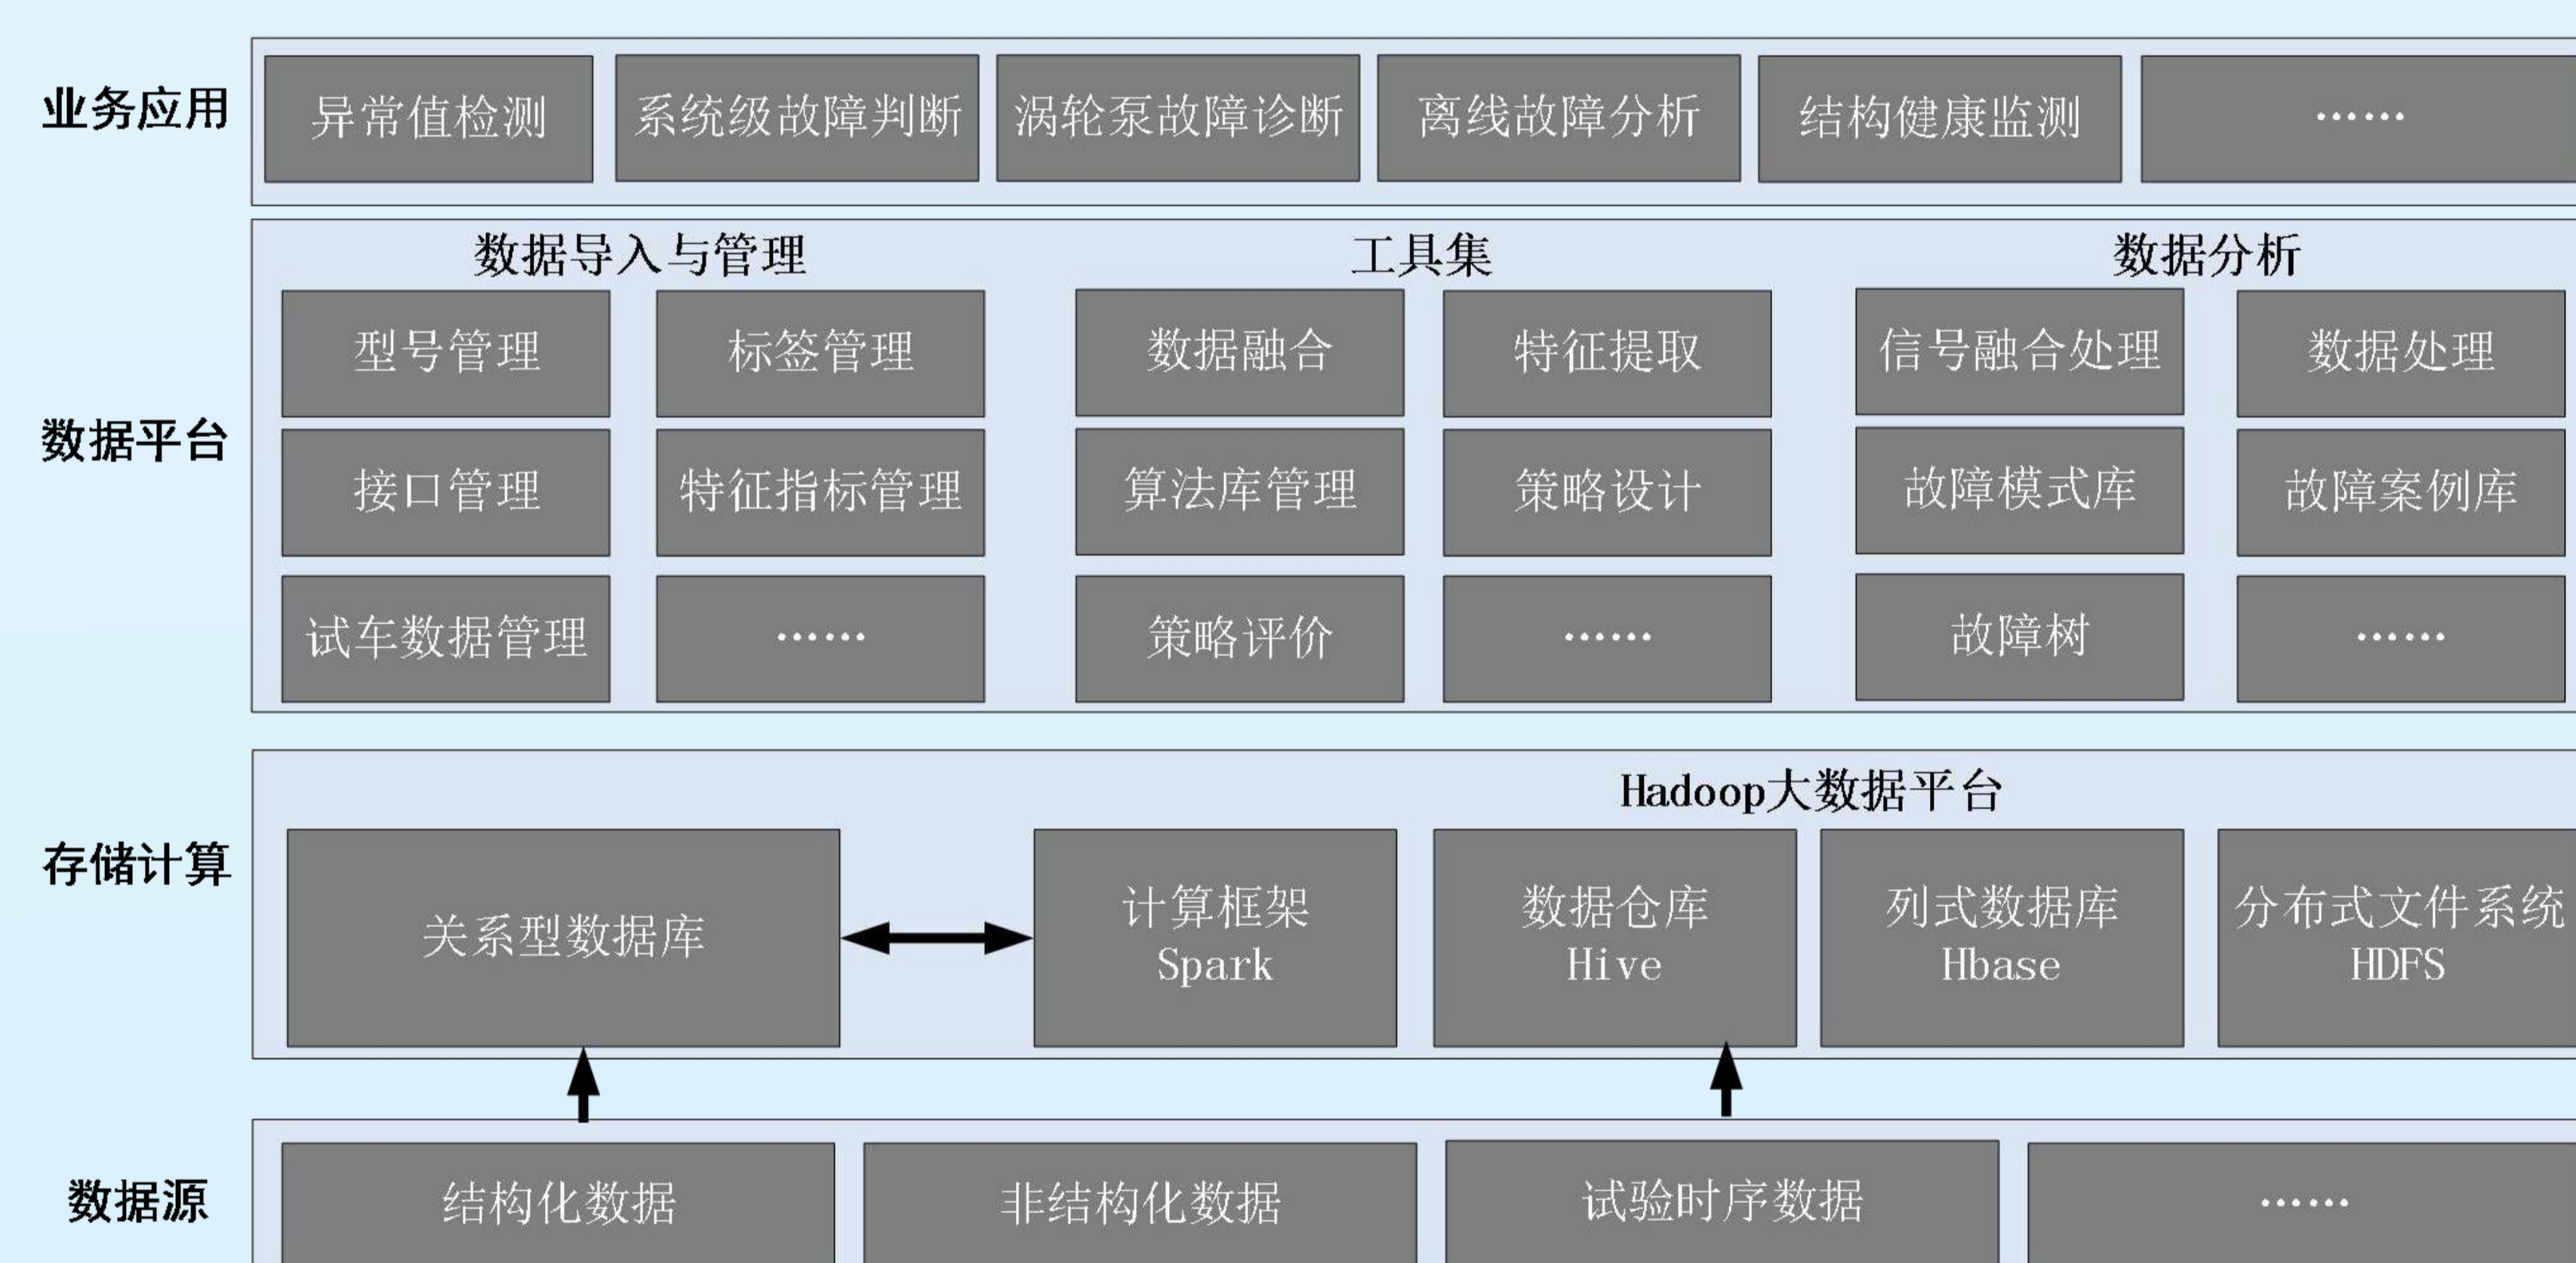 业务应用
异常值检测
系统级故障判断
涡轮泵故障诊断
离线故障分析
结构健康监测
……
数据平台
数据导入与管理
型号管理
标签管理
接口管理
特征指标管理
试车数据管理
……
工具集
数据融合
特征提取
算法库管理
策略设计
策略评价
……
数据分析
信号融合处理
数据处理
故障模式库
故障案例库
故障树
……
存储计算
关系型数据库
Hadoop大数据平台
计算框架
Spark
数据仓库
Hive
列式数据库
Hbase
分布式文件系统
HDFS
数据源
结构化数据
非结构化数据
试验时序数据
……